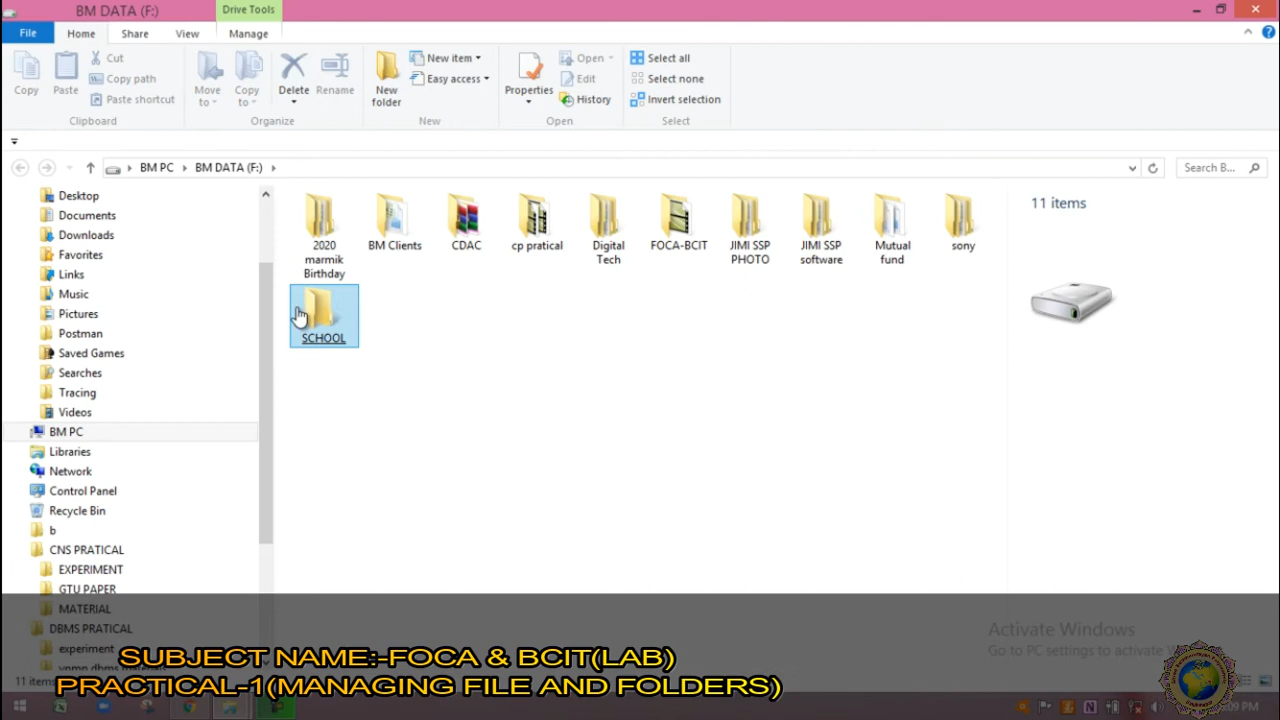 BM DATA (F:)
Drive Tools
File
Home
Share
View
Manage
Copy
Paste
Cut
Copy path
Paste shortcut
Clipboard
Move to
Copy to
Delete
Rename
Organize
New folder
New item
Easy access
New
Properties
Open
Edit
History
Open
Select all
Select none
Invert selection
Select
BM PC
BM DATA (F:)
Search B...
Desktop
Documents
Downloads
Favorites
Links
Music
Pictures
Postman
Saved Games
Searches
Tracing
Videos
BM PC
Libraries
Network
Control Panel
Recycle Bin
b
CNS PRATICAL
EXPERIMENT
GTU PAPER
MATERIAL
DBMS PRATICAL
experiment
2020
marmik
Birthday
BM Clients
CDAC
cp pratical
Digital
Tech
FOCA-BCIT
JIMI SSP
PHOTO
JIMI SSP
software
Mutual
fund
sony
SCHOOL
11 items
Activate Windows
Go to PC settings to activate
SUBJECT NAME:-FOCA & BCIT(LAB)
11 items
PRACTICAL-1(MANAGING FILE AND FOLDERS)